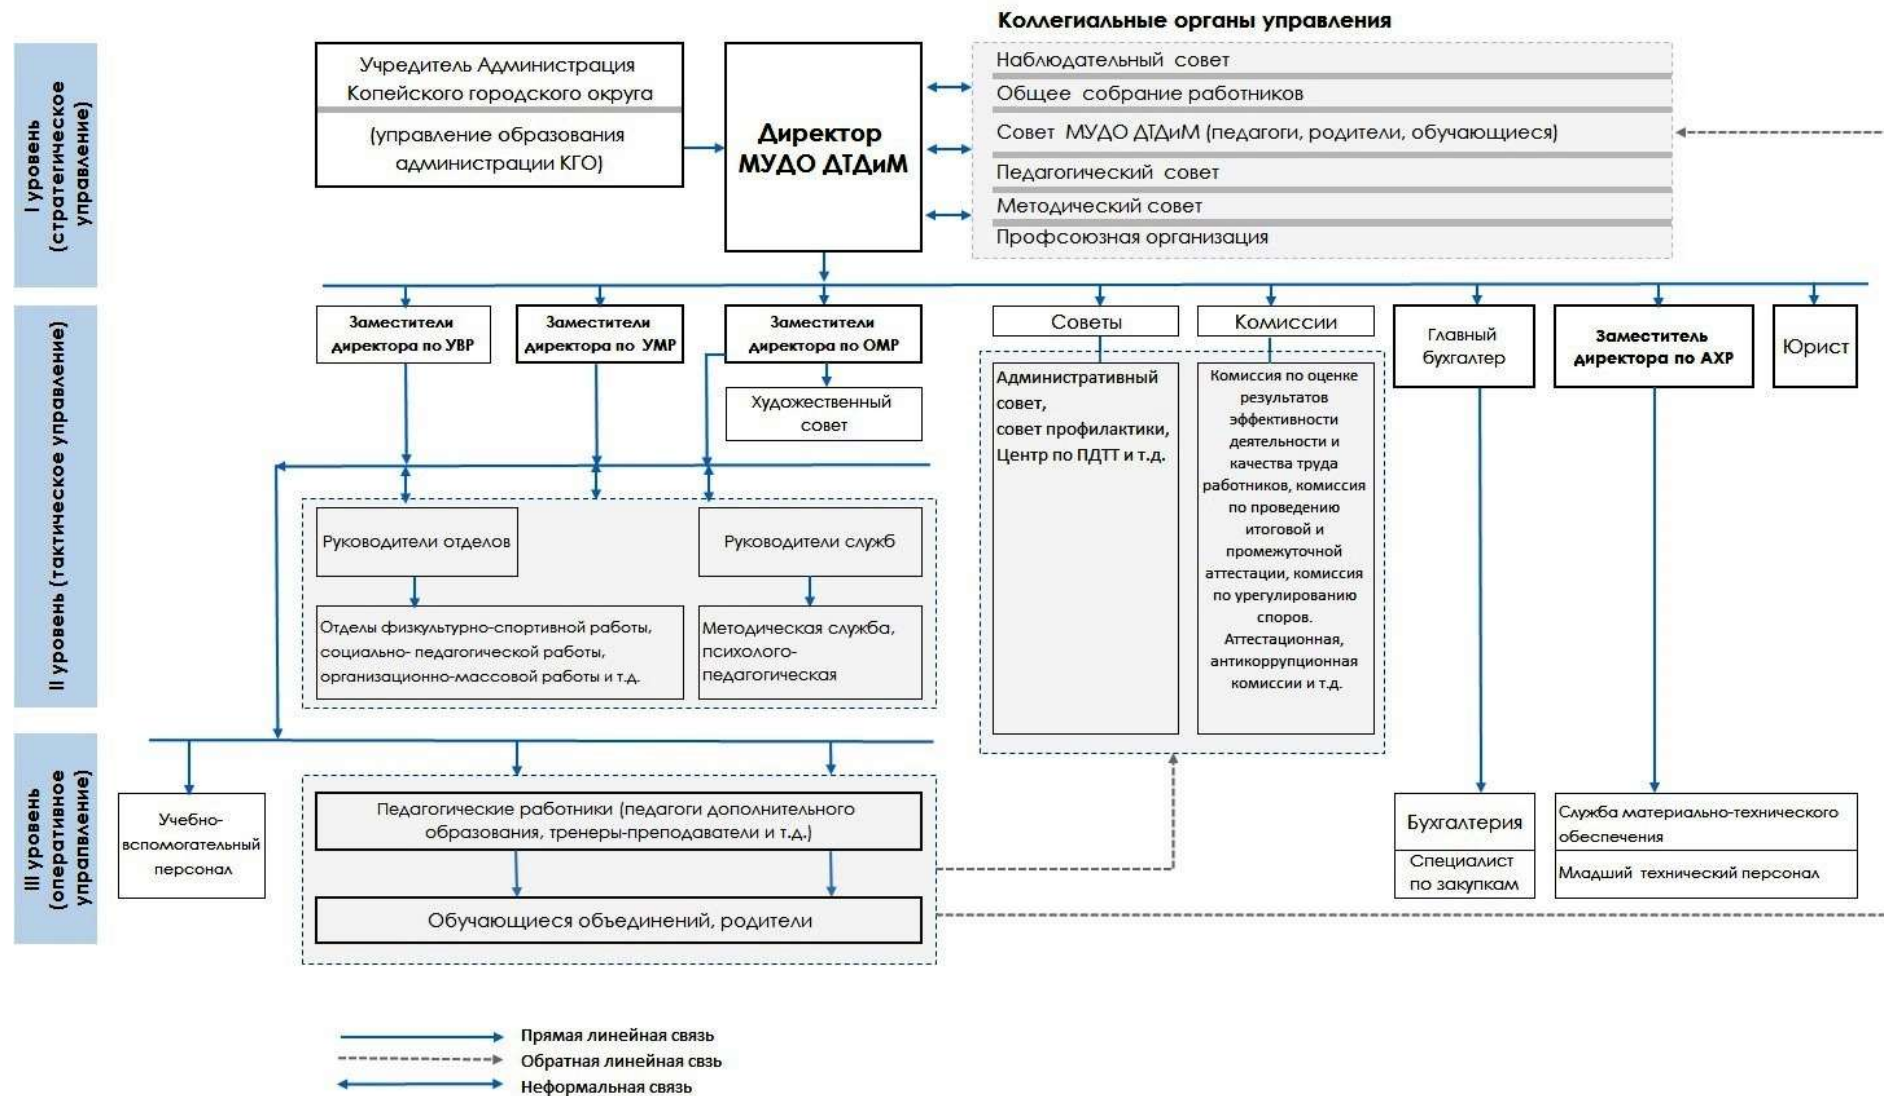 Коллегиальные органы управления
I уровень
(стратегическое
управление)
Учредитель Администрация
Копейского городского округа
(управление образования
администрации КГО)
Директор
МУДО ДТДиМ
Наблюдательный совет
Общее собрание работников
Совет МУДО ДТДиМ (педагоги, родители, обучающиеся)
Педагогический совет
Методический совет
Профсоюзная организация
II уровень (тактическое управление)
Заместители
директора по УВР
Заместители
директора по УМР
Заместители
директора по ОМР
Советы
Комиссии
Главный
бухгалтер
Заместитель
директора по АХР
Юрист
Художественный
совет
Административный
совет,
совет профилактики,
Центр по ПДТТ и т.д.
Комиссия по оценке
результатов
эффективности
деятельности и
качества труда
работников, комиссия
по проведению
итоговой и
промежуточной
аттестации, комиссия
по урегулированию
споров.
Аттестационная,
антикоррупционная
комиссии и т.д.
Руководители отделов
Руководители служб
Отделы физкультурно-спортивной работы,
социально- педагогической работы,
организационно-массовой работы и т.д.
Методическая служба,
психолого-
педагогическая
III уровень
(оперативное
упрапвление)
Учебно-
вспомогательный
персонал
Педагогические работники (педагоги дополнительного
образования, тренеры-преподаватели и т.д.)
Обучающиеся объединений, родители
Бухгалтерия
Специалист
по закупкам
Служба материально-технического
обеспечения
Младший технический персонал
Прямая линейная связь
Обратная линейная свзь
Неформальная связь